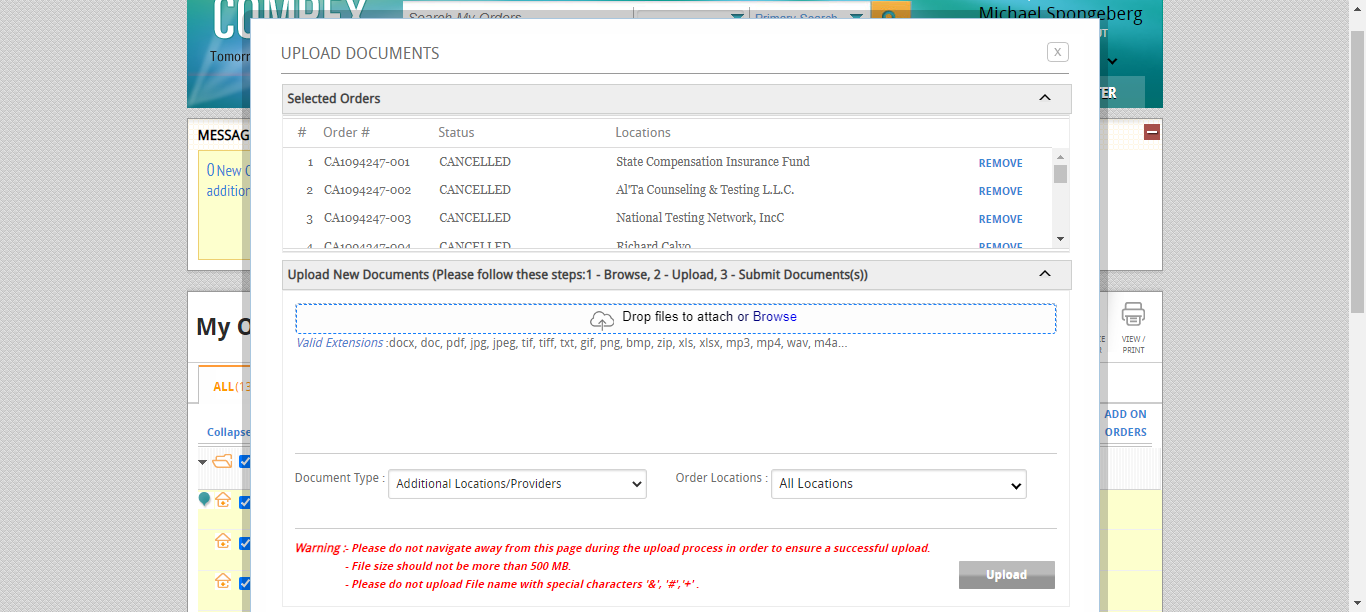 COMPEX
Search My Orders
Primary Search
Michael Spongeberg
UPLOAD DOCUMENTS
X
Selected Orders
# Order # Status Locations
1 CA1094247-001 CANCELLED State Compensation Insurance Fund REMOVE
2 CA1094247-002 CANCELLED Al'Ta Counseling & Testing L.L.C. REMOVE
3 CA1094247-003 CANCELLED National Testing Network, IncC REMOVE
4 CA1094247-004 CANCELLED Richard Calvo REMOVE
MESSAG
0 New
addition
Upload New Documents (Please follow these steps:1 - Browse, 2 - Upload, 3 - Submit Documents(s))
Drop files to attach or Browse
Valid Extensions :docx, doc, pdf, jpg, jpeg, tif, tiff, txt, gif, png, bmp, zip, xls, xlsx, mp3, mp4, wav, m4a...
My O
VIEW /
PRINT
ALL(13
ADD ON
ORDERS
Collapse
Document Type : Additional Locations/Providers Order Locations : All Locations
Warning :- Please do not navigate away from this page during the upload process in order to ensure a successful upload.
- File size should not be more than 500 MB.
- Please do not upload File name with special characters '&', '#','+' .
Upload